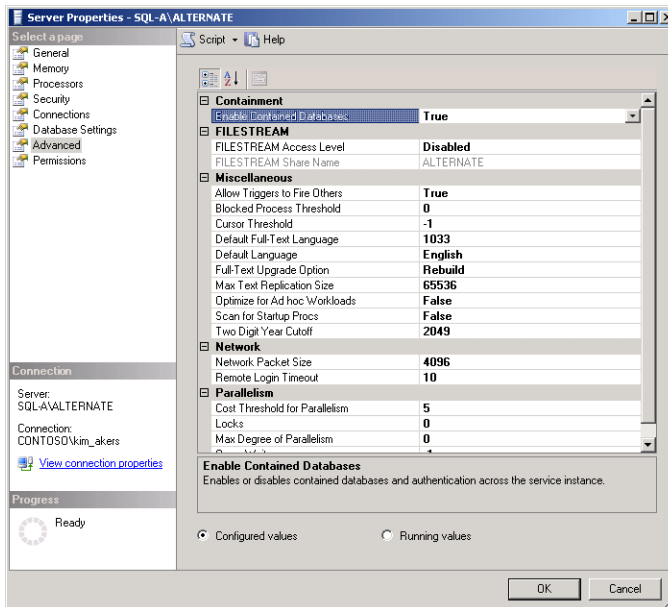 Server Properties - SQL-A\ALTERNATE
Select a page
General
Memory
Processors
Security
Connections
Database Settings
Advanced
Permissions
Script Help
Containment
Enable Contained Databases True
FILESTREAM
FILESTREAM Access Level Disabled
FILESTREAM Share Name ALTERNATE
Miscellaneous
Allow Triggers to Fire Others True
Blocked Process Threshold 0
Cursor Threshold -1
Default Full-Text Language 1033
Default Language English
Full-Text Upgrade Option Rebuild
Max Text Replication Size 65536
Optimize for Ad hoc Workloads False
Scan for Startup Procs False
Two Digit Year Cutoff 2049
Network
Network Packet Size 4096
Remote Login Timeout 10
Parallelism
Cost Threshold for Parallelism 5
Locks 0
Max Degree of Parallelism 0
Enable Contained Databases
Enables or disables contained databases and authentication across the service instance.
Configured values Running values
Connection
Server:
SQL-A\ALTERNATE
Connection:
CONTOSO\kim_akers
View connection properties
Progress
Ready
OK Cancel